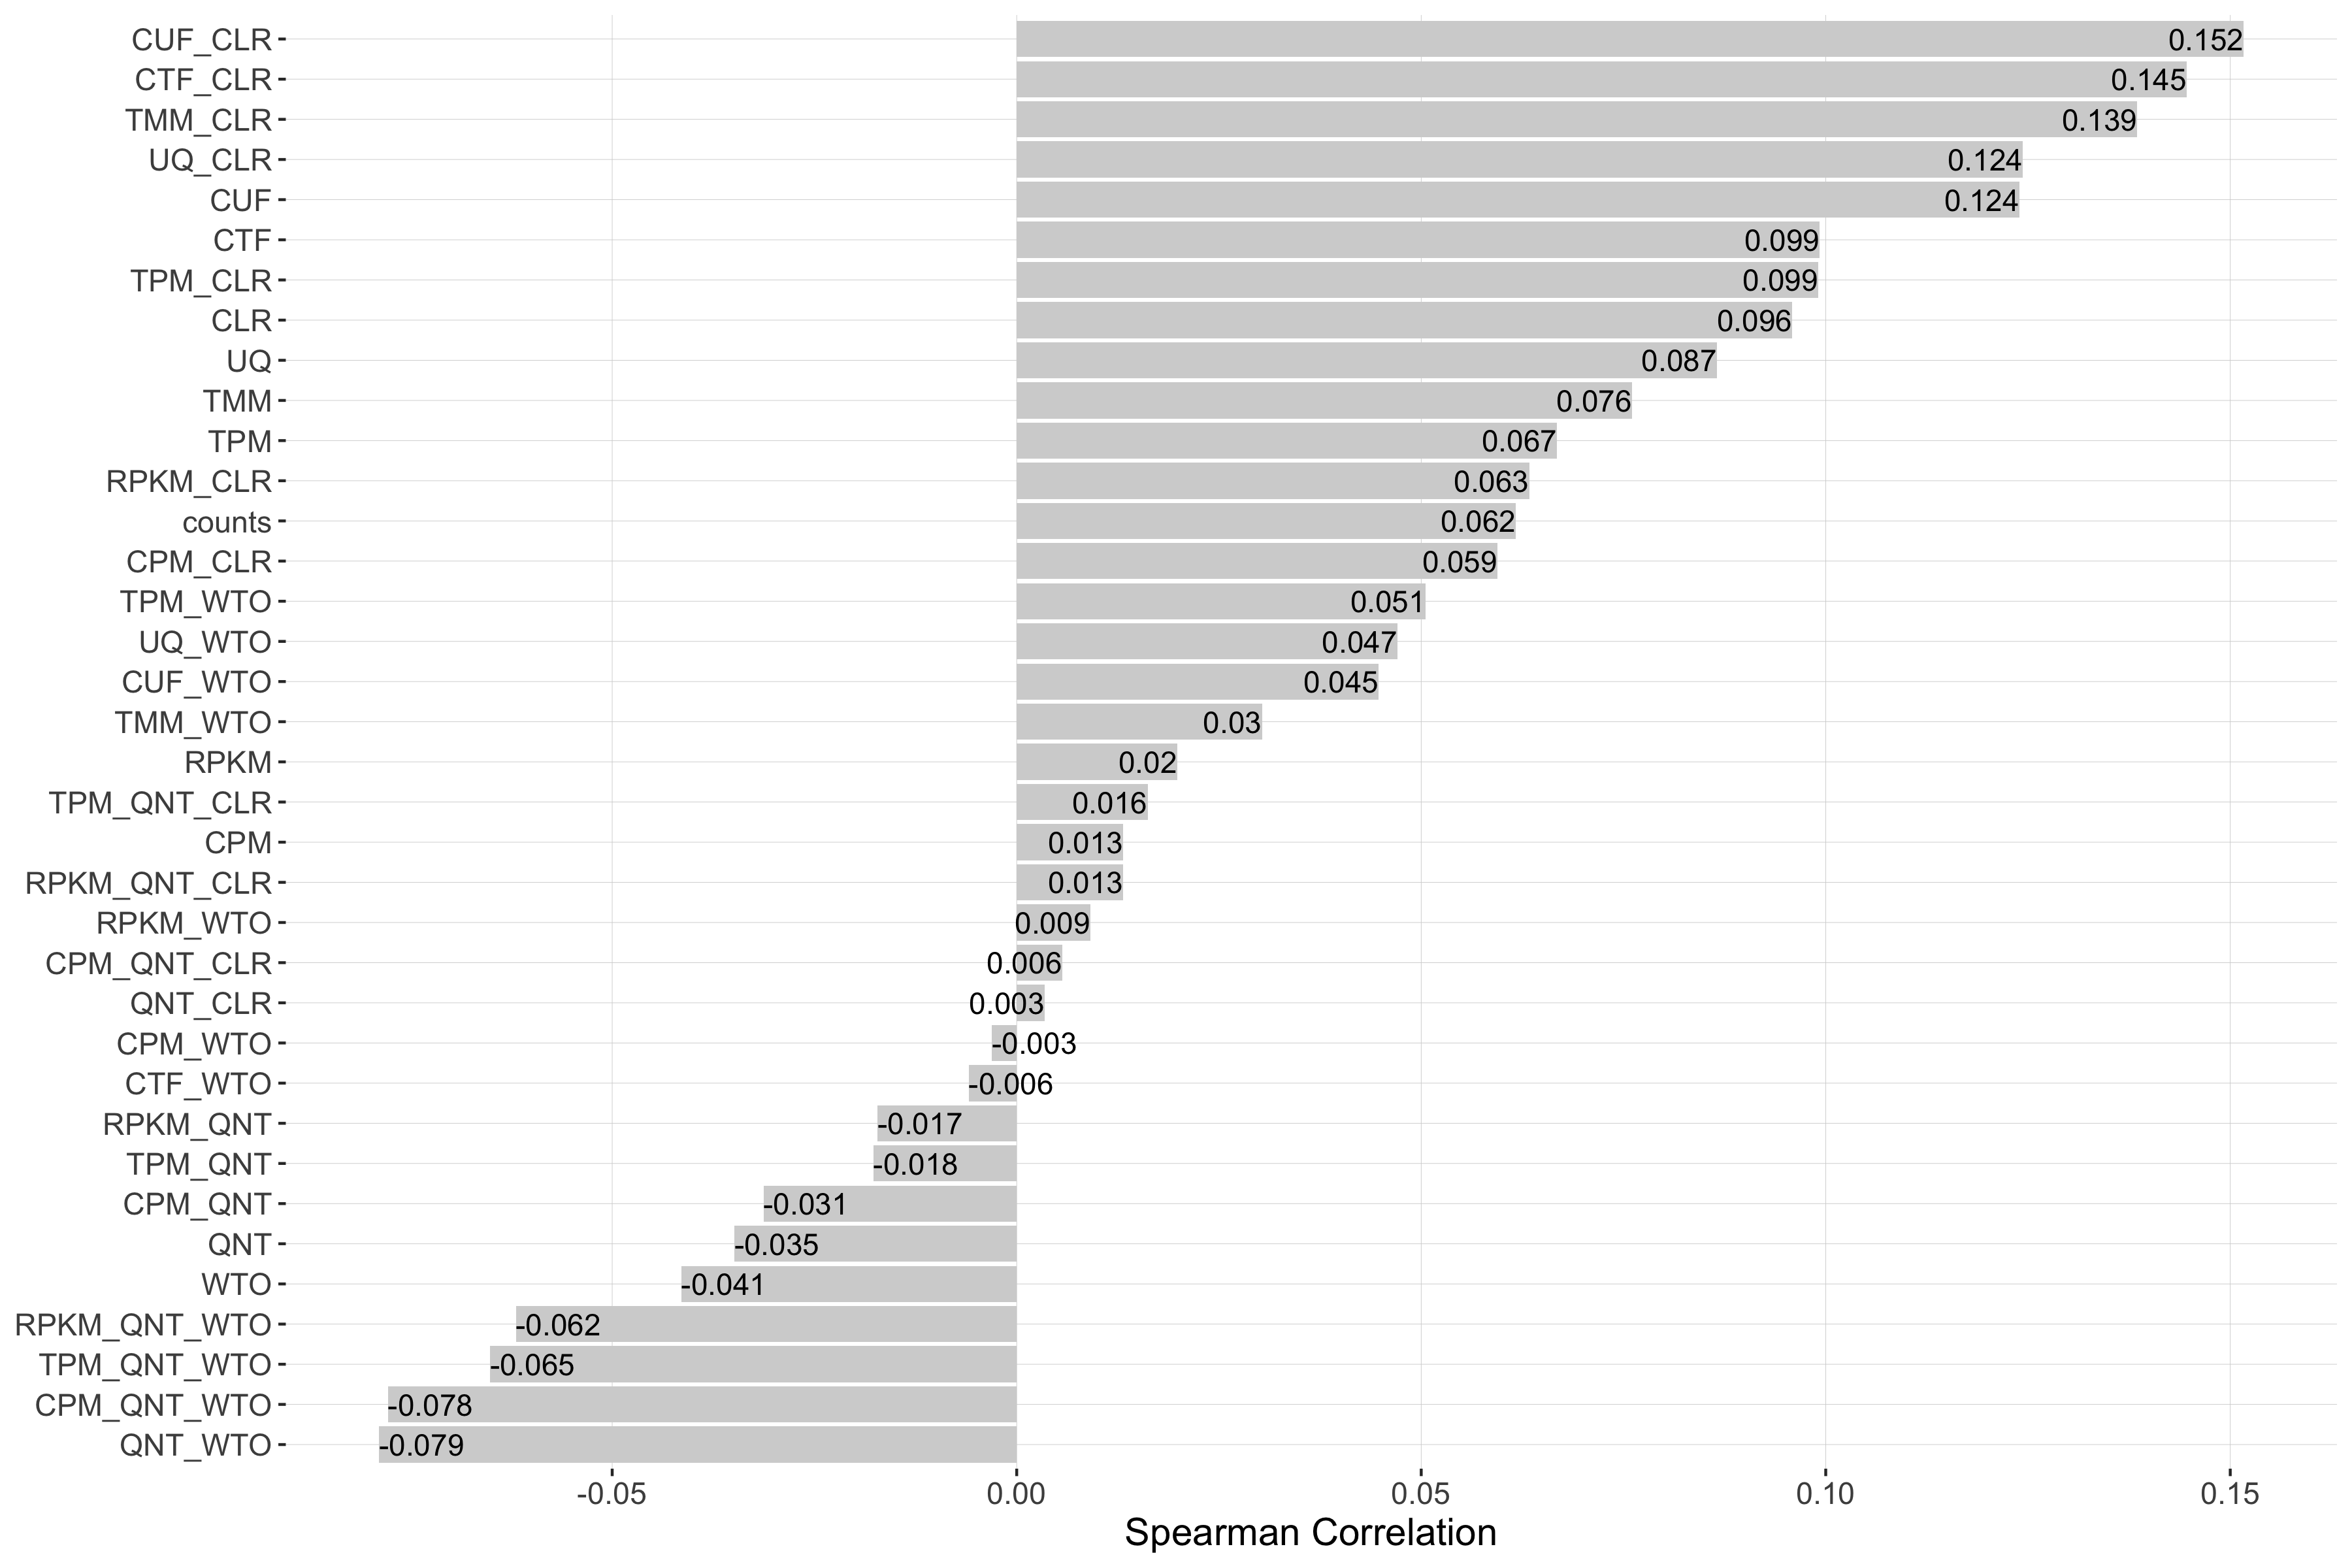 CUF_CLR 0.152
CTF_CLR 0.145
TMM_CLR 0.139
UQ_CLR 0.124
CUF 0.124
CTF 0.099
TPM_CLR 0.099
CLR 0.096
UQ 0.087
TMM 0.076
TPM 0.067
RPKM_CLR 0.063
counts 0.062
CPM_CLR 0.059
TPM_WTO 0.051
UQ_WTO 0.047
CUF_WTO 0.045
TMM_WTO 0.03
RPKM 0.02
TPM_QNT_CLR 0.016
CPM 0.013
RPKM_QNT_CLR 0.013
RPKM_WTO 0.009
CPM_QNT_CLR 0.006
QNT_CLR 0.003
CPM_WTO -0.003
CTF_WTO -0.006
RPKM_QNT -0.017
TPM_QNT -0.018
CPM_QNT -0.031
QNT -0.035
WTO -0.041
RPKM_QNT_WTO -0.062
TPM_QNT_WTO -0.065
CPM_QNT_WTO -0.078
QNT_WTO -0.079
-0.05 0.00 0.05 0.10 0.15
Spearman Correlation